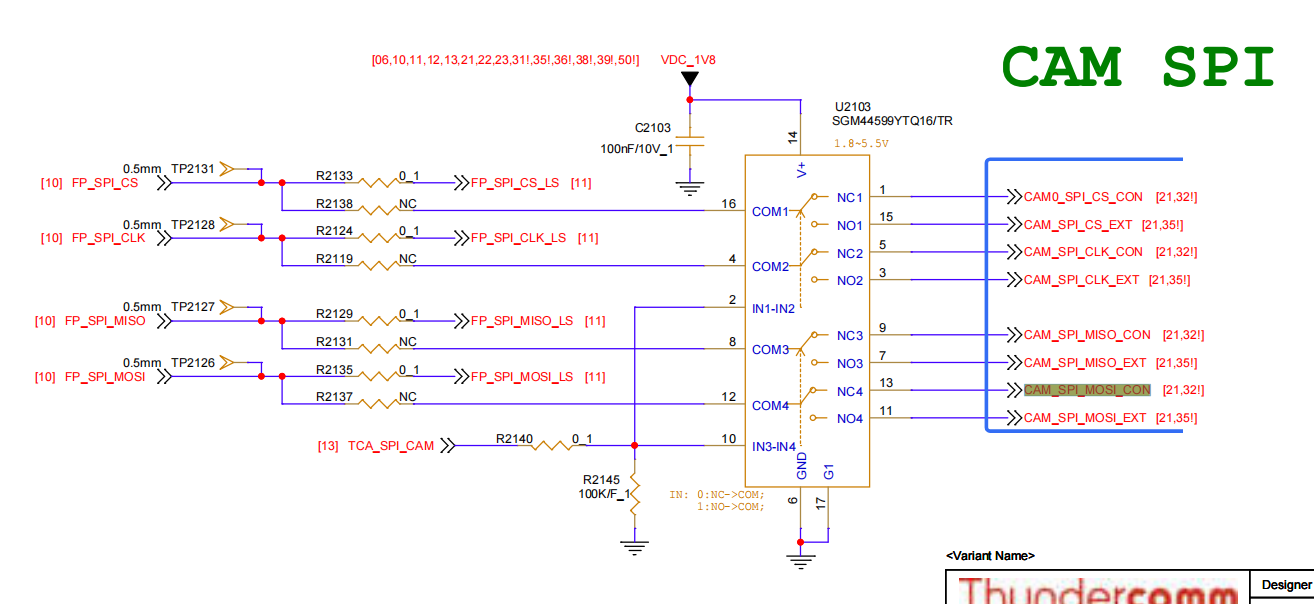 CAM SPI
[06,10,11,12,13,21,22,23,31!,35!,36!,38!,39!,50!] VDC_1V8
U2103
SGM44599YTQ16/TR
1.8~5.5V
C2103
100nF/10V_1
14
V+
0.5mm TP2131
[10] FP_SPI_CS
R2133 0_1
FP_SPI_CS_LS [11]
R2138 NC
16 COM1
NC1 1 CAM0_SPI_CS_CON [21,32!]
0.5mm TP2128
[10] FP_SPI_CLK
R2124 0_1
FP_SPI_CLK_LS [11]
NO1 15 CAM_SPI_CS_EXT [21,35!]
R2119 NC
4 COM2
NC2 5 CAM_SPI_CLK_CON [21,32!]
NO2 3 CAM_SPI_CLK_EXT [21,35!]
2 IN1-IN2
0.5mm TP2127
[10] FP_SPI_MISO
R2129 0_1
FP_SPI_MISO_LS [11]
NC3 9 CAM_SPI_MISO_CON [21,32!]
R2131 NC
8 COM3
NO3 7 CAM_SPI_MISO_EXT [21,35!]
0.5mm TP2126
[10] FP_SPI_MOSI
R2135 0_1
FP_SPI_MOSI_LS [11]
NC4 13 CAM_SPI_MOSI_CON [21,32!]
R2137 NC
12 COM4
NO4 11 CAM_SPI_MOSI_EXT [21,35!]
[13] TCA_SPI_CAM
R2140 0_1
10 IN3-IN4
GND
G1
R2145
100K/F_1
IN: 0:NC->COM;
1:NO->COM;
6
17
<Variant Name>
Thundercomm
Designer